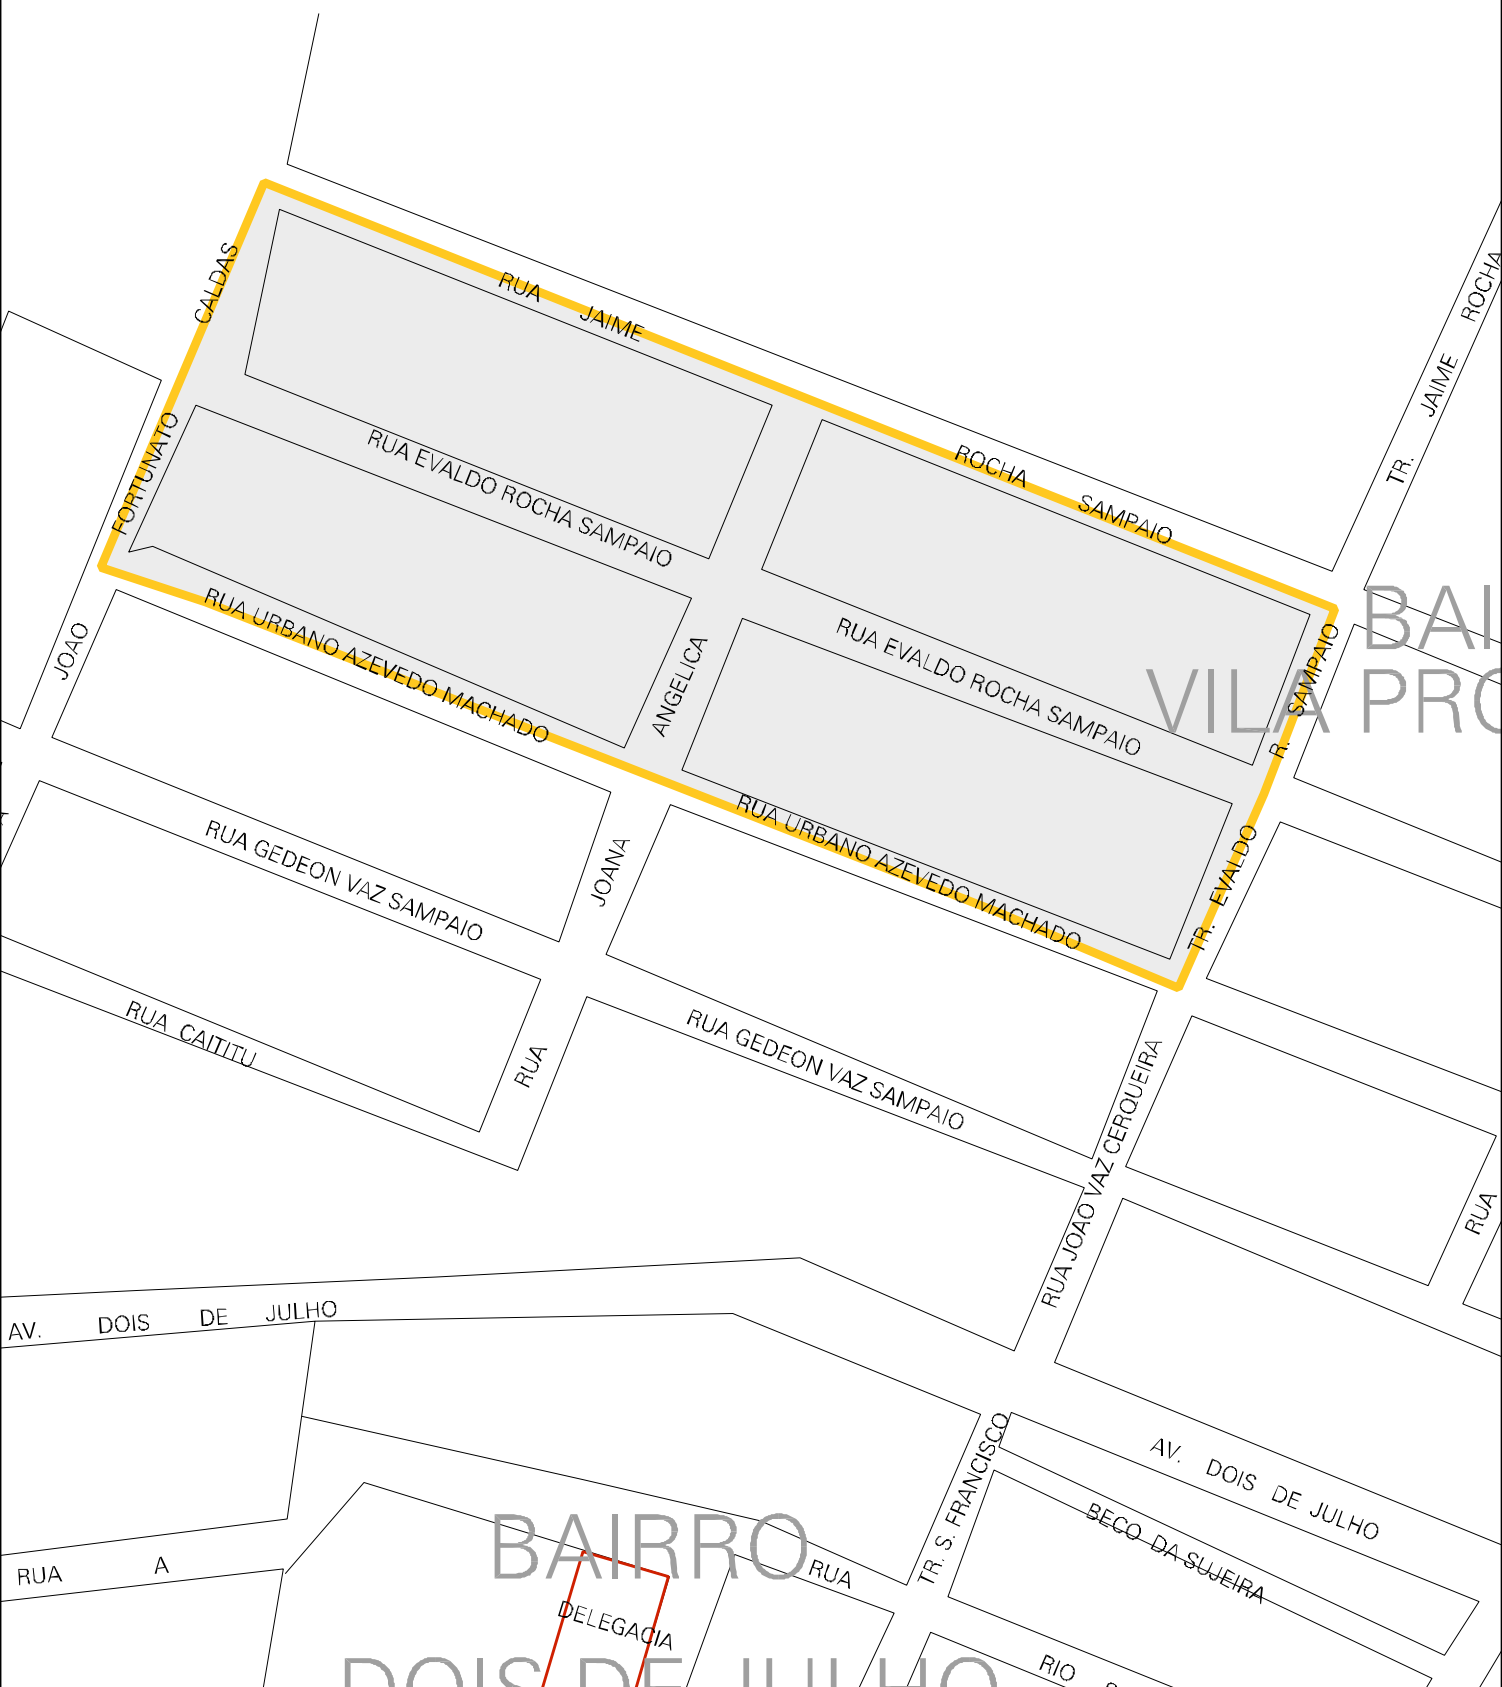 CALDAS
RUA JAIME
ROCHA SAMPAIO
TR. JAIME ROCHA
FORTUNATO
RUA EVALDO ROCHA SAMPAIO
BAI
VILA PRO
RUA URBANO AZEVEDO MACHADO
JOAO
ANGELICA
RUA EVALDO ROCHA SAMPAIO
R. SAMPAIO
RUA URBANO AZEVEDO MACHADO
TR. EVALDO
RUA GEDEON VAZ SAMPAIO
JOANA
RUA CAITITU
RUA
RUA GEDEON VAZ SAMPAIO
RUA JOAO VAZ CERQUEIRA
RUA
AV. DOIS DE JULHO
TR. S. FRANCISCO
AV. DOIS DE JULHO
BECO DA SUJEIRA
BAIRRO
RUA A
RUA
DELEGACIA
DOIS DE JULHO
RIO